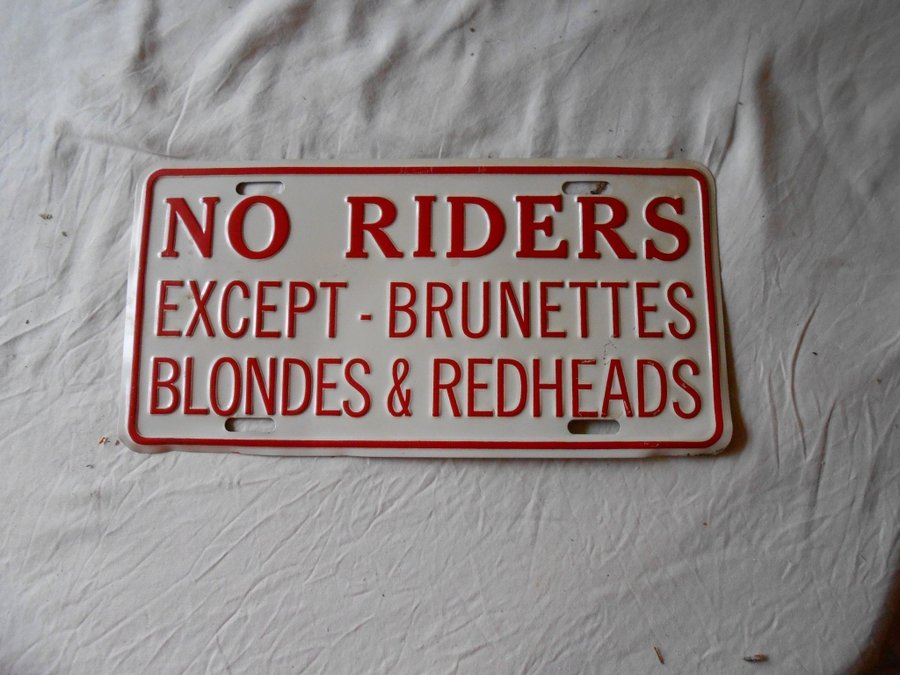 NO RIDERS
EXCEPT - BRUNETTES
BLONDES & REDHEADS